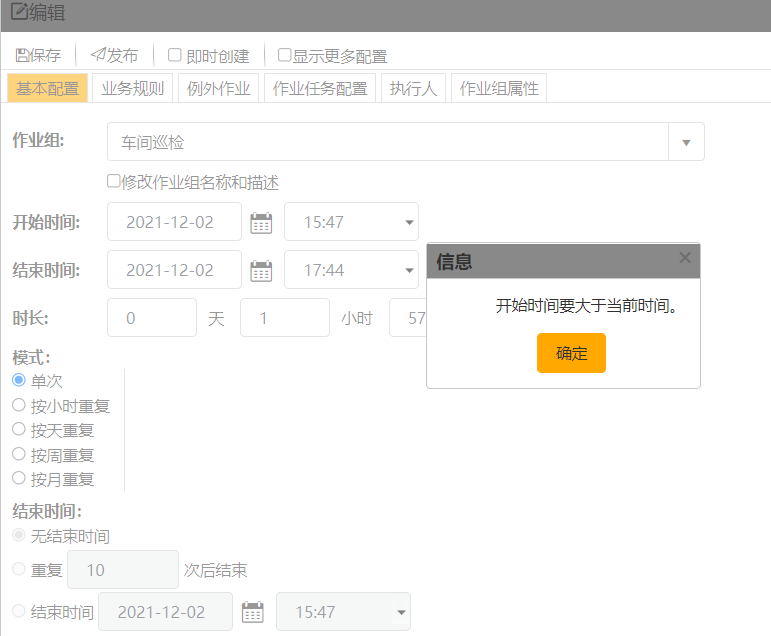 编辑
保存 发布 即时创建 显示更多配置
基本配置 业务规则 例外作业 作业任务配置 执行人 作业组属性
作业组: 车间巡检
修改作业组名称和描述
开始时间: 2021-12-02 15:47
结束时间: 2021-12-02 17:44
信息
时长: 0 天 1 小时 57
开始时间要大于当前时间。
确定
模式:
单次
按小时重复
按天重复
按周重复
按月重复
结束时间:
无结束时间
重复 10 次后结束
结束时间 2021-12-02 15:47